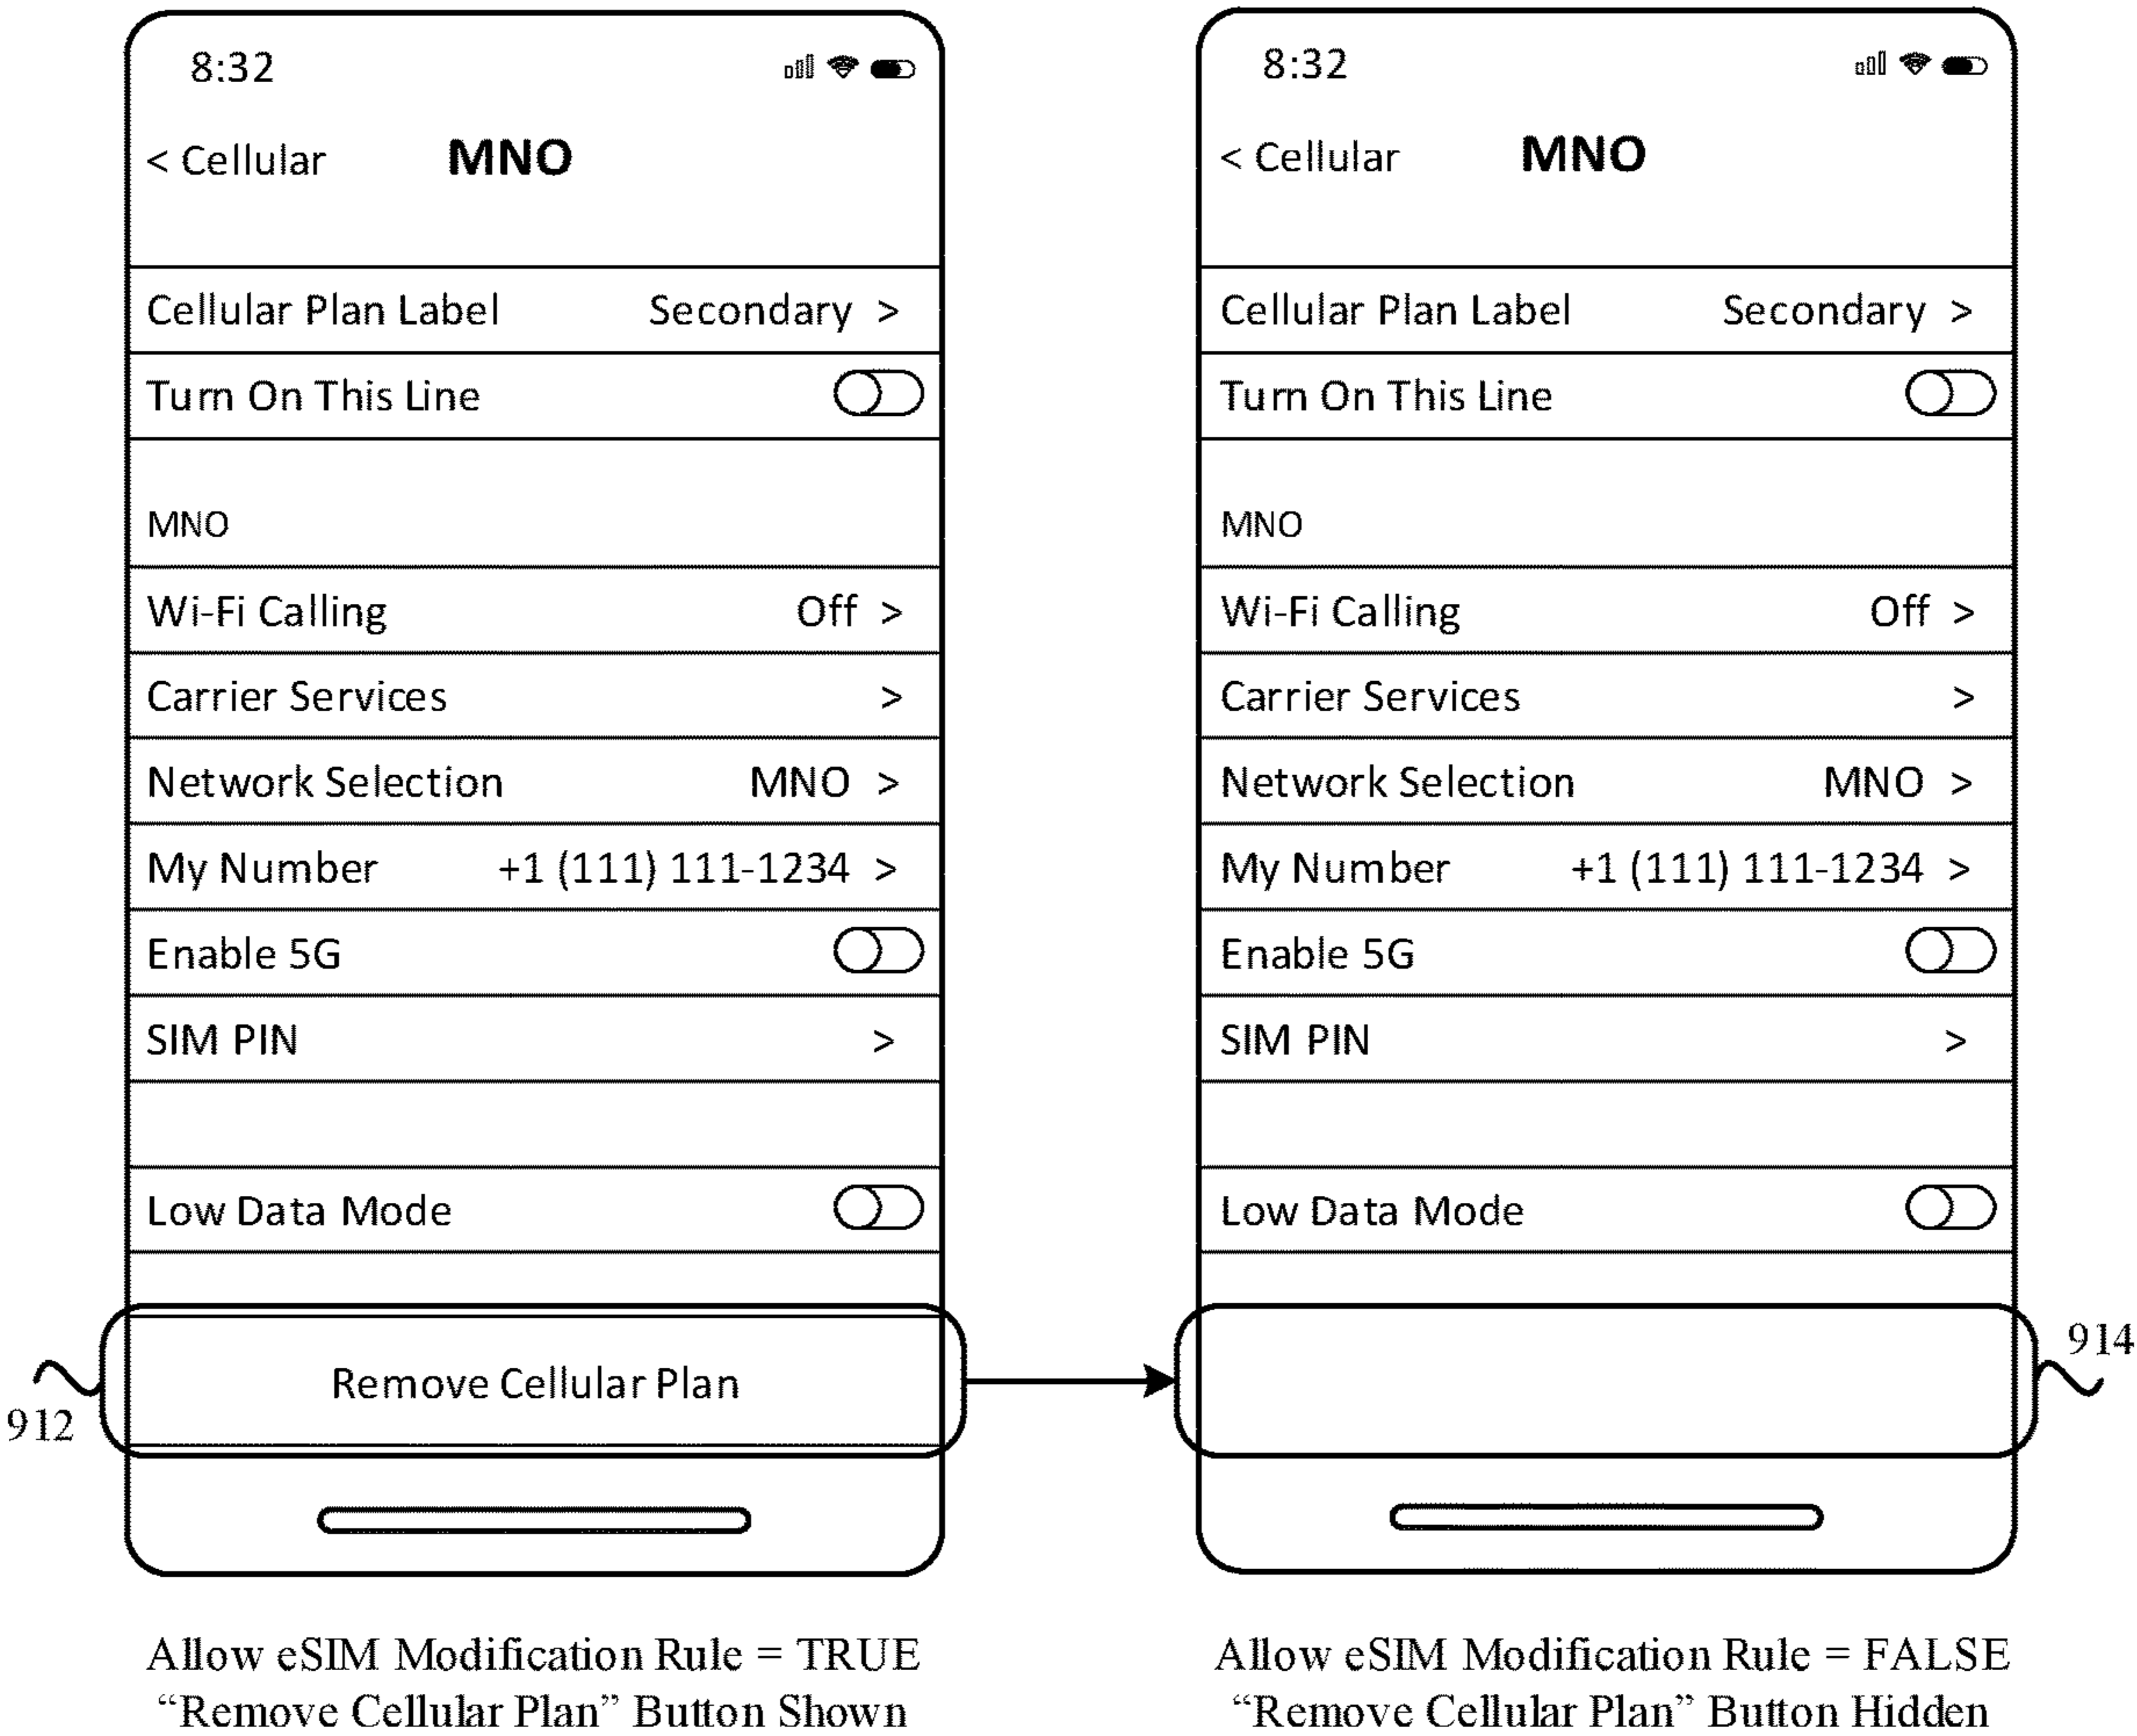 8:32
< Cellular MNO
Cellular Plan Label Secondary >
Turn On This Line
MNO
Wi-Fi Calling Off >
Carrier Services >
Network Selection MNO >
My Number +1 (111) 111-1234 >
Enable 5G
SIM PIN >
Low Data Mode
Remove Cellular Plan
912
Allow eSIM Modification Rule = TRUE
“Remove Cellular Plan” Button Shown
8:32
< Cellular MNO
Cellular Plan Label Secondary >
Turn On This Line
MNO
Wi-Fi Calling Off >
Carrier Services >
Network Selection MNO >
My Number +1 (111) 111-1234 >
Enable 5G
SIM PIN >
Low Data Mode
914
Allow eSIM Modification Rule = FALSE
“Remove Cellular Plan” Button Hidden